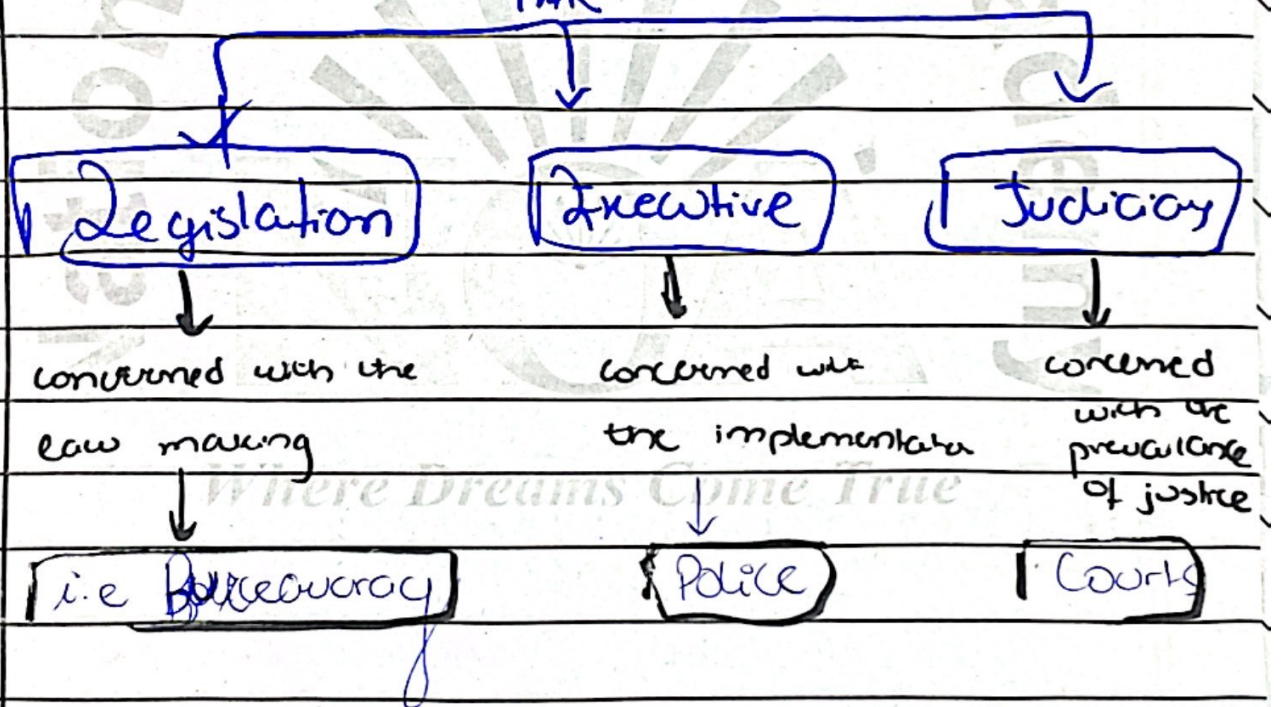 Legislation Executive Judiciary
concerned with the concerned with concerned
law making the implementation with the
prevailance
of justice
Where Dreams Come True
i.e Bureaucracy Police Courts